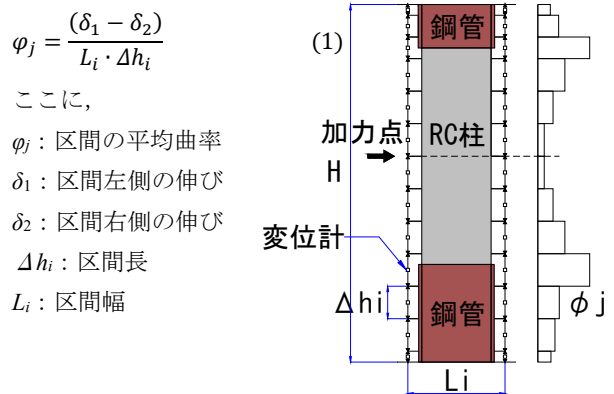 φj = (δ1 − δ2) / Li · Δhi (1)
ここに，
φj：区間の平均曲率
δ1：区間左側の伸び
δ2：区間右側の伸び
Δhi：区間長
Li：区間幅
鋼管
RC柱
加力点
H
変位計
Δhi
鋼管
φj
Li